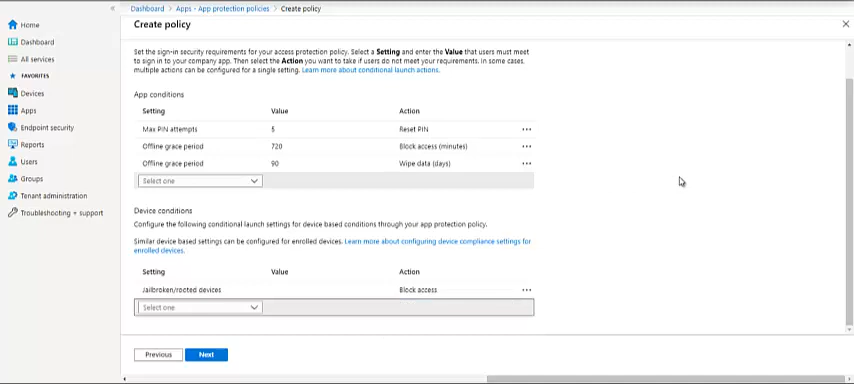 Dashboard > Apps - App protection policies > Create policy
Create policy
Home
Dashboard
All services
FAVORITES
Devices
Apps
Endpoint security
Reports
Users
Groups
Tenant administration
Troubleshooting + support
Set the sign-in security requirements for your access protection policy. Select a Setting and enter the Value that users must meet
to sign in to your company app. Then select the Action you want to take if users do not meet your requirements. In some cases,
multiple actions can be configured for a single setting. Learn more about conditional launch actions.
App conditions
Setting Value Action
Max PIN attempts 5 Reset PIN ...
Offline grace period 720 Block access (minutes) ...
Offline grace period 90 Wipe data (days) ...
Select one
Device conditions
Configure the following conditional launch settings for device based conditions through your app protection policy.
Similar device based settings can be configured for enrolled devices. Learn more about configuring device compliance settings for
enrolled devices.
Setting Value Action
Jailbroken/rooted devices Block access ...
Select one
Previous Next